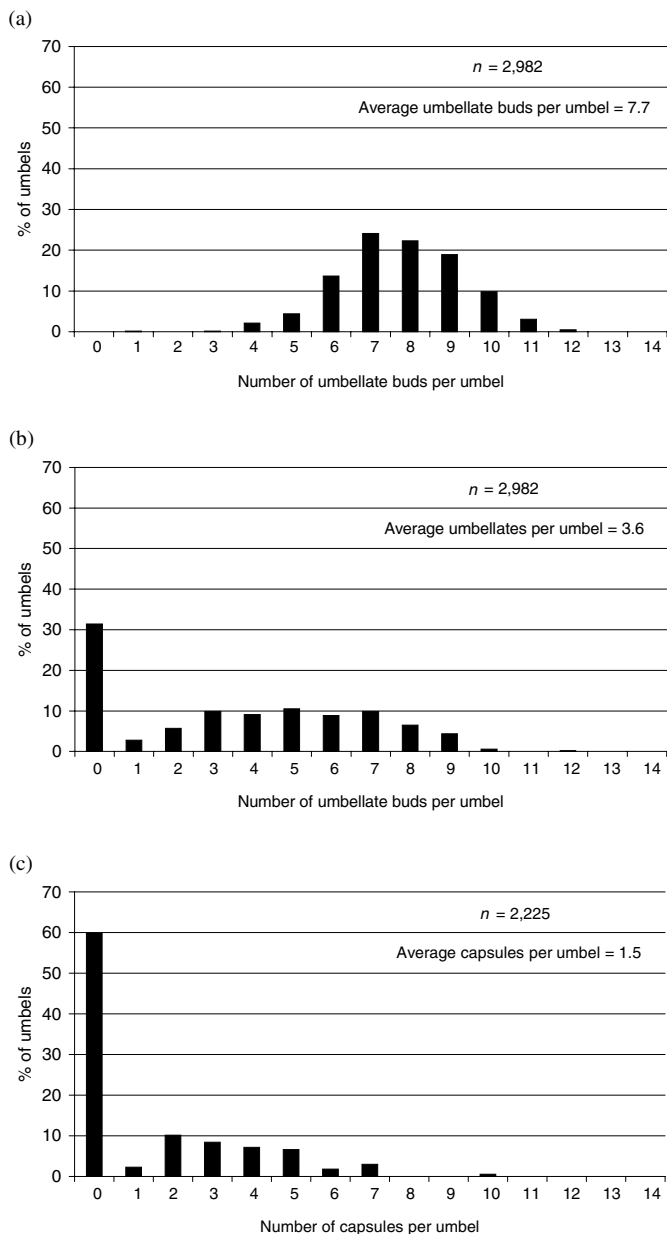 (a)
70
n = 2,982
60
Average umbellate buds per umbel = 7.7
50
40
30
20
10
0
% of umbels
0 1 2 3 4 5 6 7 8 9 10 11 12 13 14
Number of umbellate buds per umbel
(b)
70
n = 2,982
60
Average umbellates per umbel = 3.6
50
40
30
20
10
0
% of umbels
0 1 2 3 4 5 6 7 8 9 10 11 12 13 14
Number of umbellate buds per umbel
(c)
70
n = 2,225
60
Average capsules per umbel = 1.5
50
40
30
20
10
0
% of umbels
0 1 2 3 4 5 6 7 8 9 10 11 12 13 14
Number of capsules per umbel